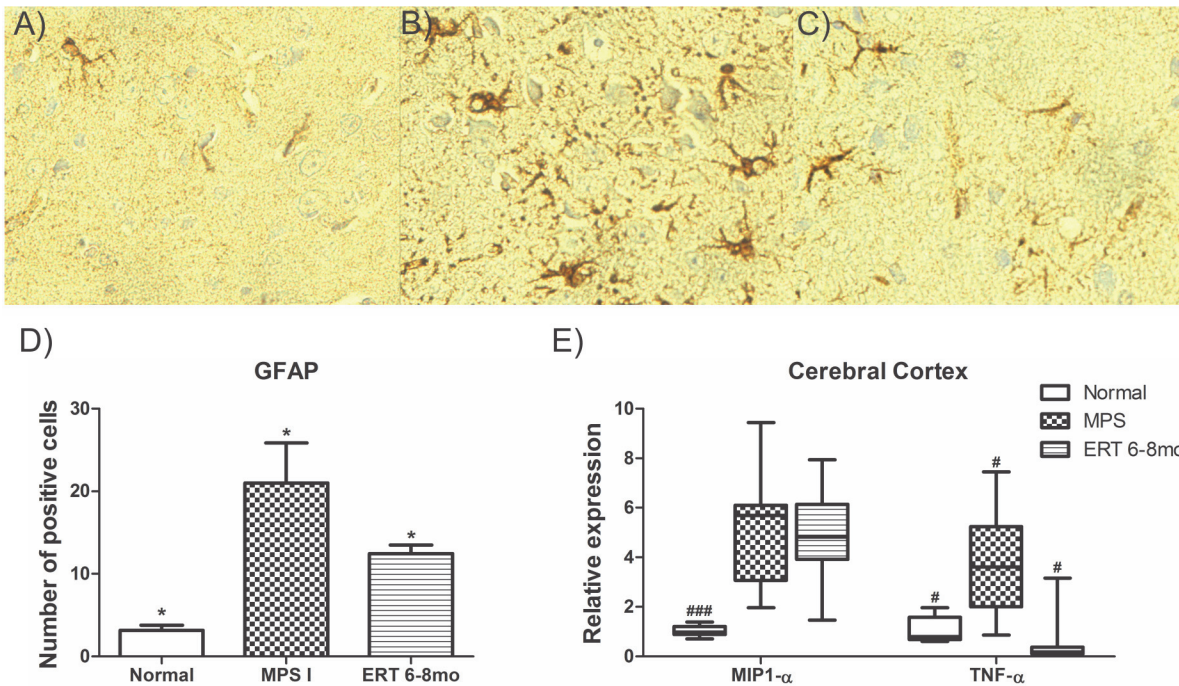 A)
B)
C)
D)
GFAP
Number of positive cells
30
20
10
0
*
*
*
Normal
MPS I
ERT 6-8mo
E)
Cerebral Cortex
Relative expression
10
8
6
4
2
0
###
#
#
#
MIP1-α
TNF-α
Normal
MPS
ERT 6-8mo